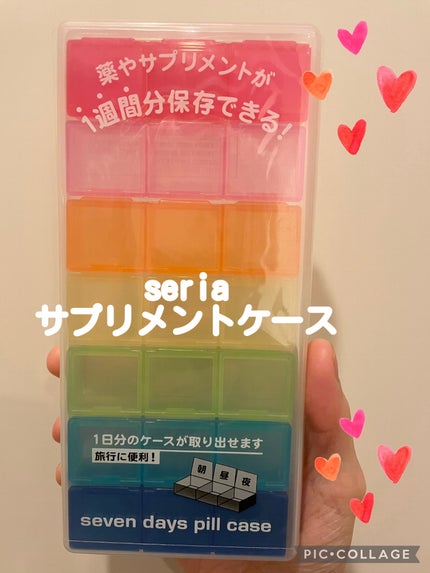 薬やサプリメントが
1週間分保存できる!
seria
サプリメントケース
1日分のケースが取り出せます
旅行に便利!
朝 昼 夜
seven days pill case
PIC•COLLAGE